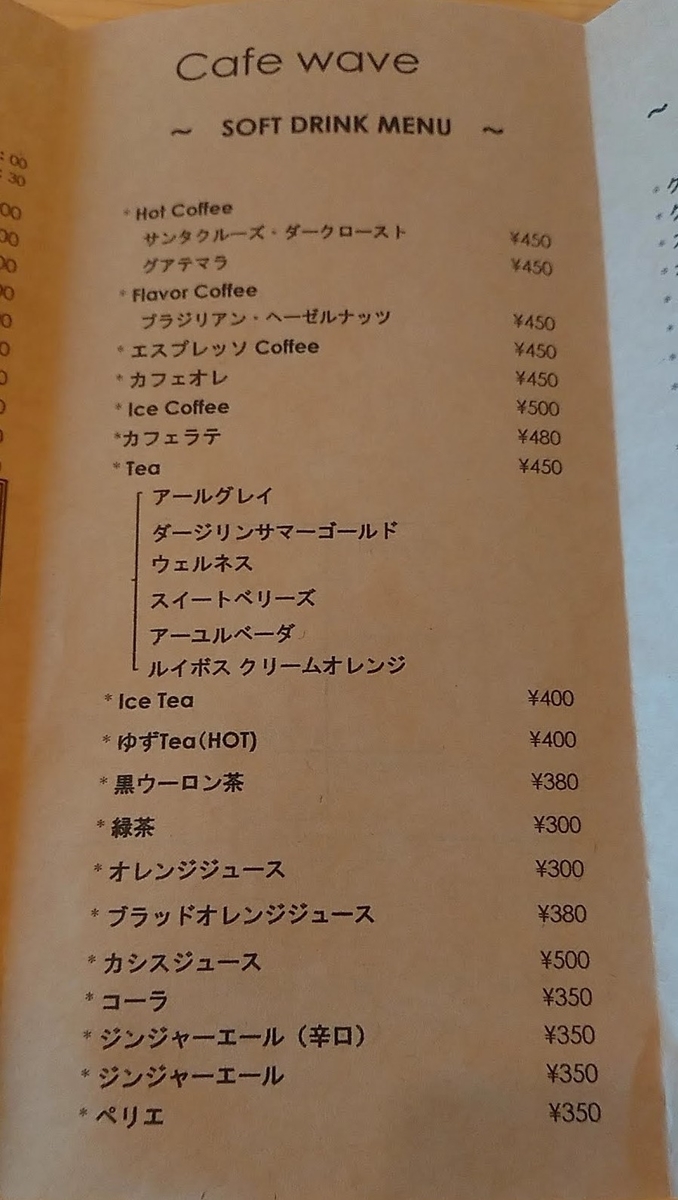 Cafe wave
~ SOFT DRINK MENU ~
* Hot Coffee
サンタクルーズ・ダークロースト ¥450
グアテマラ ¥450
* Flavor Coffee
ブラジリアン・ヘーゼルナッツ ¥450
* エスプレッソ Coffee ¥450
* カフェオレ ¥450
* Ice Coffee ¥500
*カフェラテ ¥480
* Tea ¥450
アールグレイ
ダージリンサマーゴールド
ウェルネス
スイートベリーズ
アーユルベーダ
ルイボス クリームオレンジ
* Ice Tea ¥400
* ゆずTea(HOT) ¥400
* 黒ウーロン茶 ¥380
* 緑茶 ¥300
* オレンジジュース ¥300
* ブラッドオレンジジュース ¥380
* カシスジュース ¥500
* コーラ ¥350
* ジンジャーエール（辛口） ¥350
* ジンジャーエール ¥350
* ペリエ ¥350